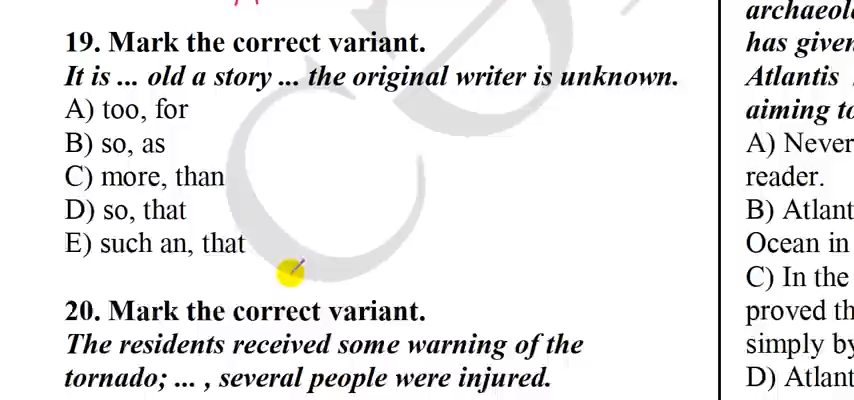 19. Mark the correct variant.
It is ... old a story ... the original writer is unknown.
A) too, for
B) so, as
C) more, than
D) so, that
E) such an, that
20. Mark the correct variant.
The residents received some warning of the
tornado; ... , several people were injured.
has given
Atlantis
aiming to
A) Never
reader.
B) Atlant
Ocean in
C) In the
proved th
simply by
D) Atlant